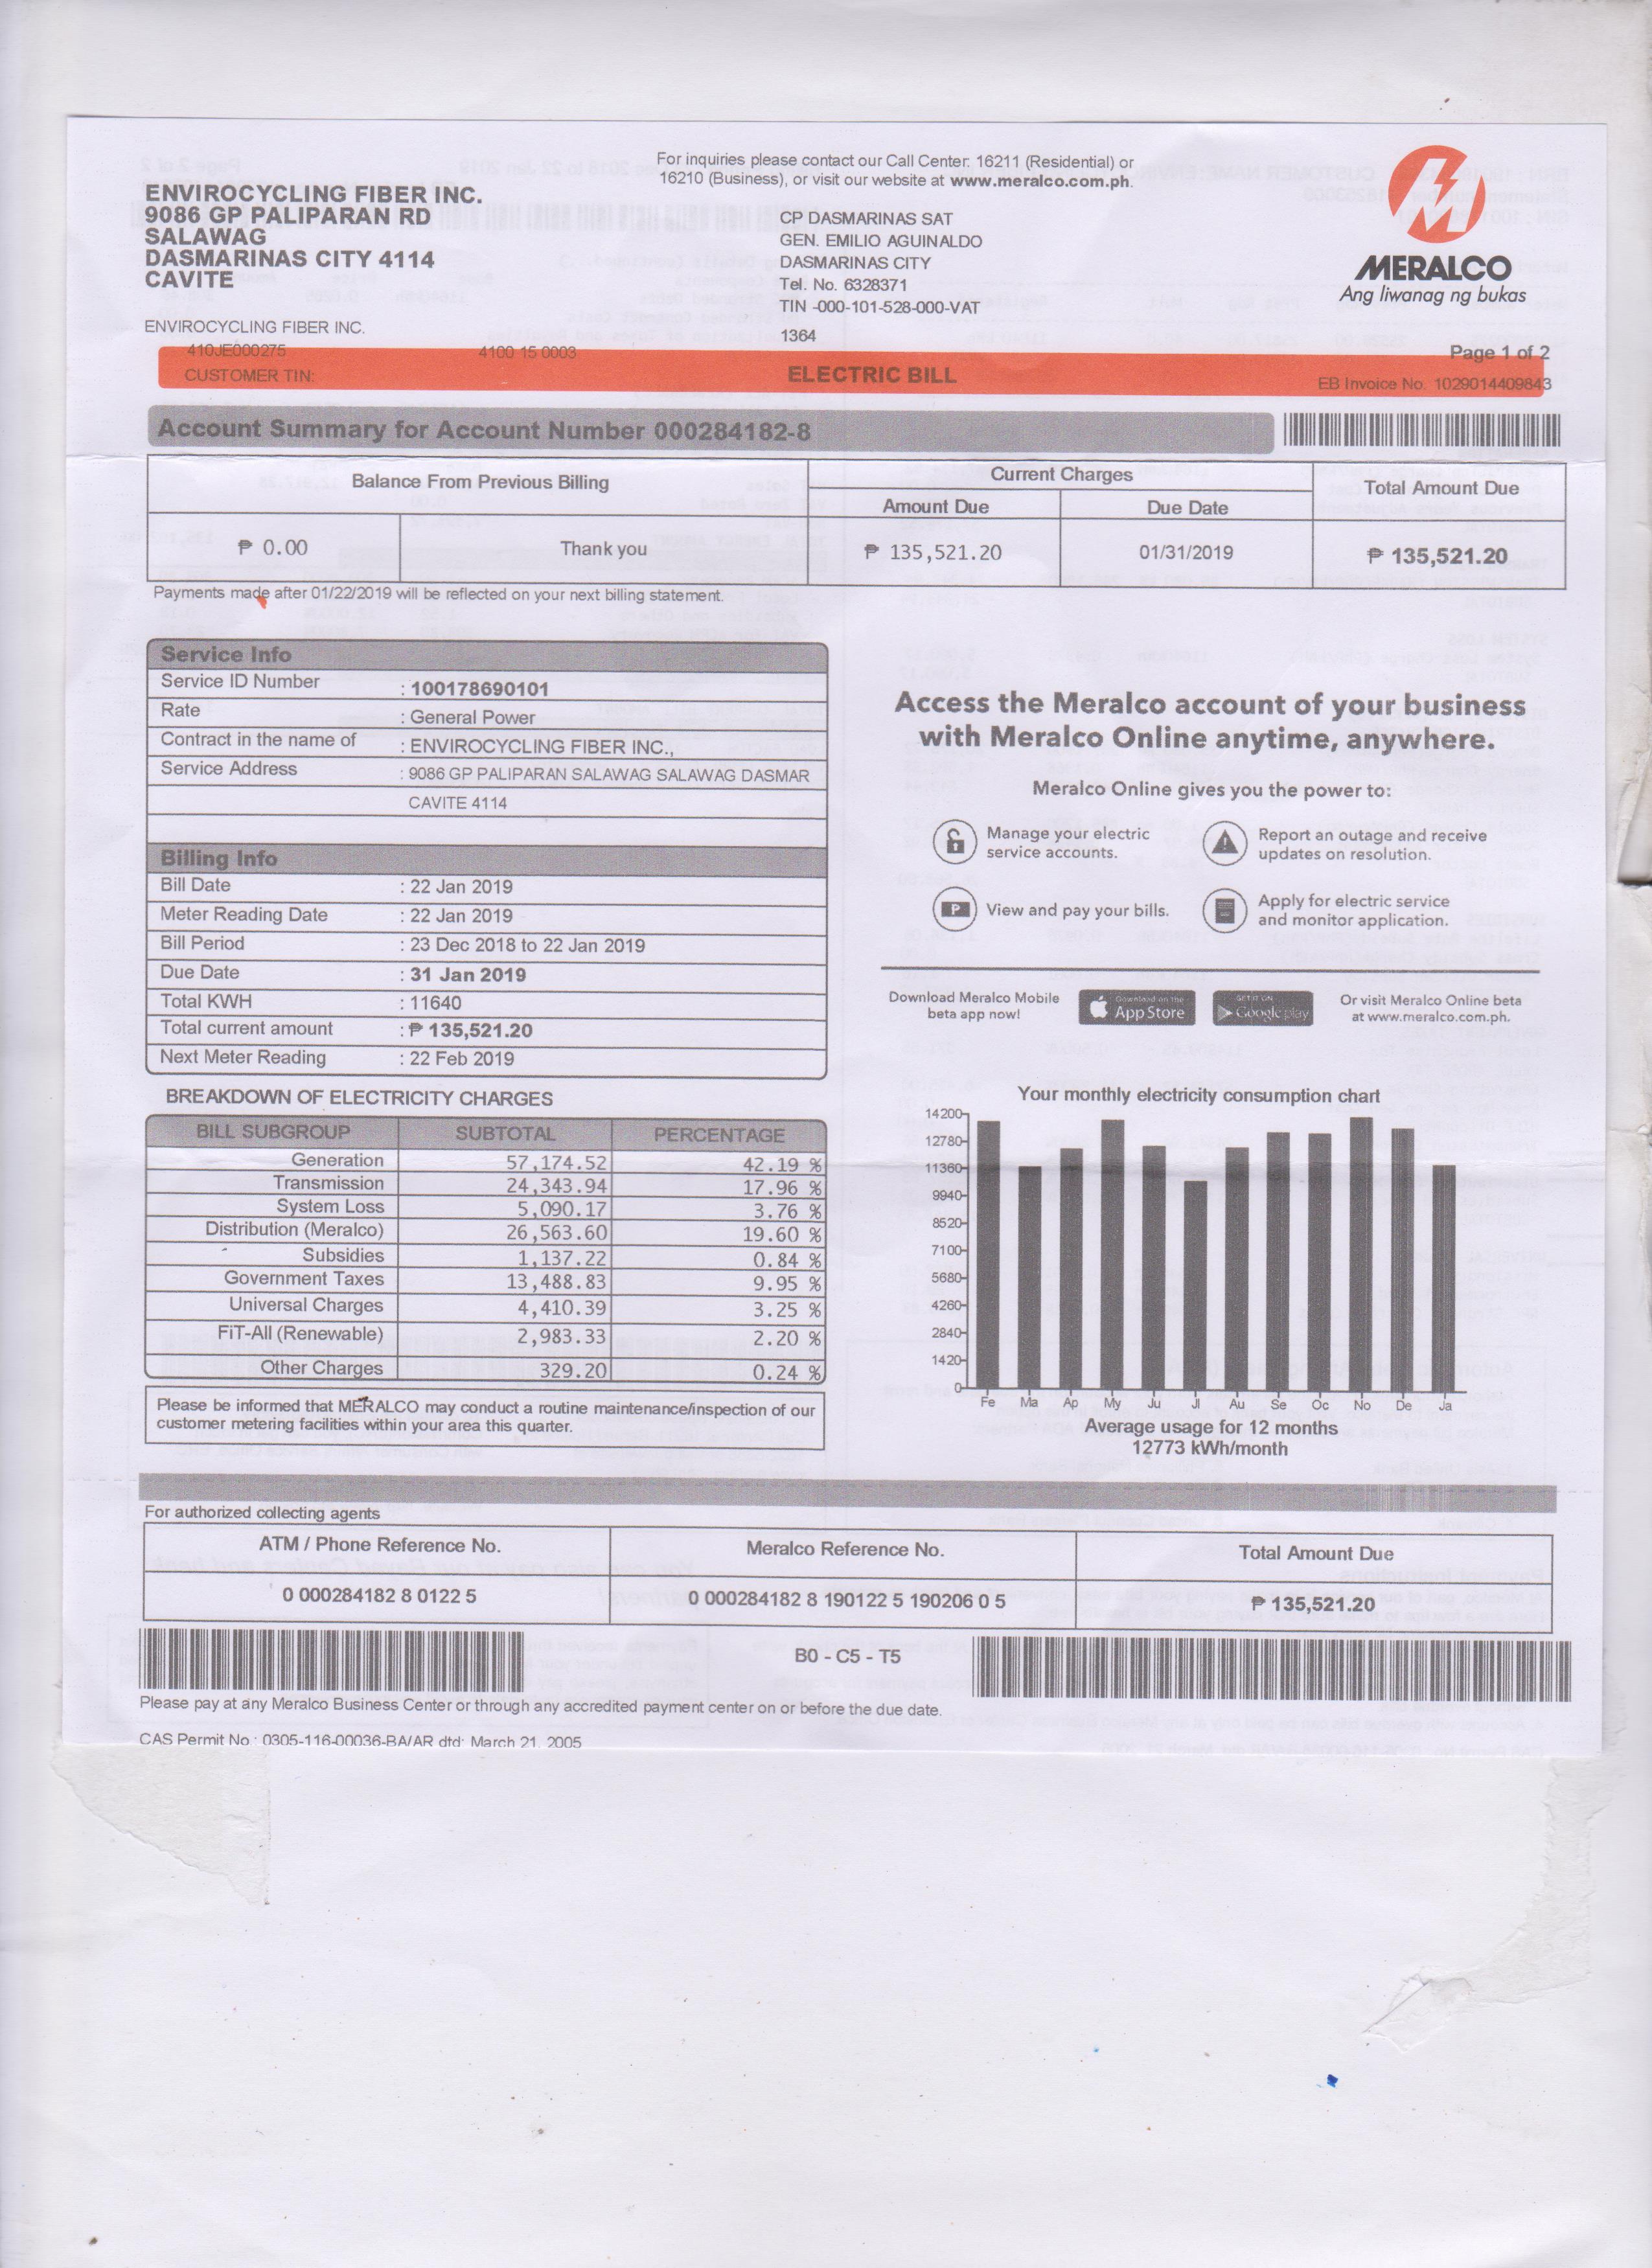 For inquiries please contact our Call Center: 16211 (Residential) or
16210 (Business), or visit our website at www.meralco.com.ph.
ENVIROCYCLING FIBER INC.
9086 GP PALIPARAN RD
SALAWAG
DASMARINAS CITY 4114
CAVITE
CP DASMARINAS SAT
GEN. EMILIO AGUINALDO
DASMARINAS CITY
Tel. No. 6328371
TIN -000-101-528-000-VAT
1364
MERALCO
Ang liwanag ng bukas
ENVIROCYCLING FIBER INC.
410JE000275 4100 15 0003 Page 1 of 2
CUSTOMER TIN: ELECTRIC BILL EB Invoice No. 1029014409843
Account Summary for Account Number 000284182-8
Balance From Previous Billing Current Charges Total Amount Due
Amount Due Due Date
₱ 0.00 Thank you ₱ 135,521.20 01/31/2019 ₱ 135,521.20
Payments made after 01/22/2019 will be reflected on your next billing statement.
Service Info
Service ID Number : 100178690101
Rate : General Power
Contract in the name of : ENVIROCYCLING FIBER INC.,
Service Address : 9086 GP PALIPARAN SALAWAG SALAWAG DASMAR
CAVITE 4114
Billing Info
Bill Date : 22 Jan 2019
Meter Reading Date : 22 Jan 2019
Bill Period : 23 Dec 2018 to 22 Jan 2019
Due Date : 31 Jan 2019
Total KWH : 11640
Total current amount : ₱ 135,521.20
Next Meter Reading : 22 Feb 2019
Access the Meralco account of your business
with Meralco Online anytime, anywhere.
Meralco Online gives you the power to:
Manage your electric
service accounts.
Report an outage and receive
updates on resolution.
View and pay your bills.
Apply for electric service
and monitor application.
Download Meralco Mobile
beta app now!
Download on the
App Store
GET IT ON
Google play
Or visit Meralco Online beta
at www.meralco.com.ph.
BREAKDOWN OF ELECTRICITY CHARGES
BILL SUBGROUP SUBTOTAL PERCENTAGE
Generation 57,174.52 42.19 %
Transmission 24,343.94 17.96 %
System Loss 5,090.17 3.76 %
Distribution (Meralco) 26,563.60 19.60 %
Subsidies 1,137.22 0.84 %
Government Taxes 13,488.83 9.95 %
Universal Charges 4,410.39 3.25 %
FiT-All (Renewable) 2,983.33 2.20 %
Other Charges 329.20 0.24 %
Please be informed that MERALCO may conduct a routine maintenance/inspection of our
customer metering facilities within your area this quarter.
Your monthly electricity consumption chart
14200
12780
11360
9940
8520
7100
5680
4260
2840
1420
0
Fe Ma Ap My Ju Jl Au Se Oc No De Ja
Average usage for 12 months
12773 kWh/month
For authorized collecting agents
ATM / Phone Reference No. Meralco Reference No. Total Amount Due
0 000284182 8 0122 5 0 000284182 8 190122 5 190206 0 5 ₱ 135,521.20
B0 - C5 - T5
Please pay at any Meralco Business Center or through any accredited payment center on or before the due date.
CAS Permit No : 0305-116-00036-BA/AR dtd: March 21, 2005